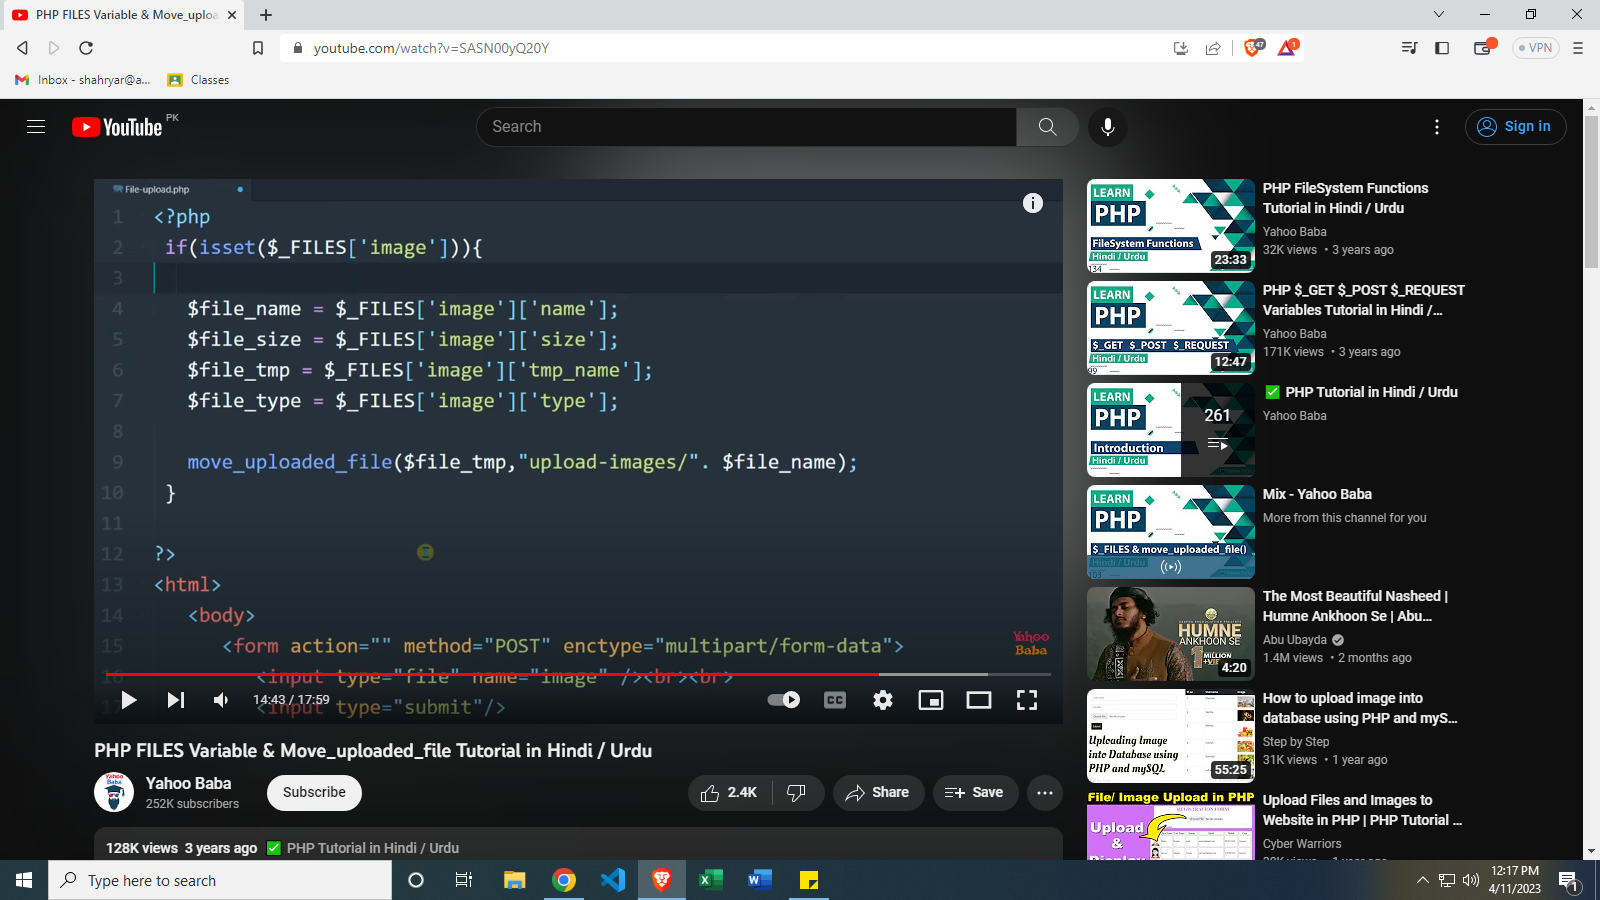 PHP FILES Variable & Move_uploa
youtube.com/watch?v=SASN00yQ20Y
47
1
VPN
Inbox - shahryar@a...
Classes
YouTube PK
Search
Sign in
File-upload.php
1 <?php
2 if(isset($_FILES['image'])){
3
4 $file_name = $_FILES['image']['name'];
5 $file_size = $_FILES['image']['size'];
6 $file_tmp = $_FILES['image']['tmp_name'];
7 $file_type = $_FILES['image']['type'];
8
9 move_uploaded_file($file_tmp,"upload-images/". $file_name);
10 }
11
12 ?>
13 <html>
14 <body>
15 <form action="" method="POST" enctype="multipart/form-data">
16 <input type="file" name="image" /><br><br>
17 <input type="submit"/>
Yahoo
Baba
14:43 / 17:59
CC
PHP FILES Variable & Move_uploaded_file Tutorial in Hindi / Urdu
Yahoo
Baba
Yahoo Baba
252K subscribers
Subscribe
2.4K
Share
Save
128K views 3 years ago ✅ PHP Tutorial in Hindi / Urdu
LEARN
PHP
FileSystem Functions
Hindi / Urdu
134
23:33
PHP FileSystem Functions
Tutorial in Hindi / Urdu
Yahoo Baba
32K views • 3 years ago
LEARN
PHP
$_GET $_POST $_REQUEST
Hindi / Urdu
99
12:47
PHP $_GET $_POST $_REQUEST
Variables Tutorial in Hindi /...
Yahoo Baba
171K views • 3 years ago
LEARN
PHP
Introduction
Hindi / Urdu
261
✅ PHP Tutorial in Hindi / Urdu
Yahoo Baba
LEARN
PHP
$_FILES & move_uploaded_file()
Hindi / Urdu
103
Mix - Yahoo Baba
More from this channel for you
HUMNE
ANKHOON SE
1 MILLION
+VIEWS
4:20
The Most Beautiful Nasheed |
Humne Ankhoon Se | Abu...
Abu Ubayda
1.4M views • 2 months ago
Uploading Image
into Database using
PHP and mySQL
55:25
How to upload image into
database using PHP and myS...
Step by Step
31K views • 1 year ago
File/ Image Upload in PHP
REGISTRATION FORM
Upload
&
Display
Upload Files and Images to
Website in PHP | PHP Tutorial ...
Cyber Warriors
Type here to search
12:17 PM
4/11/2023
1